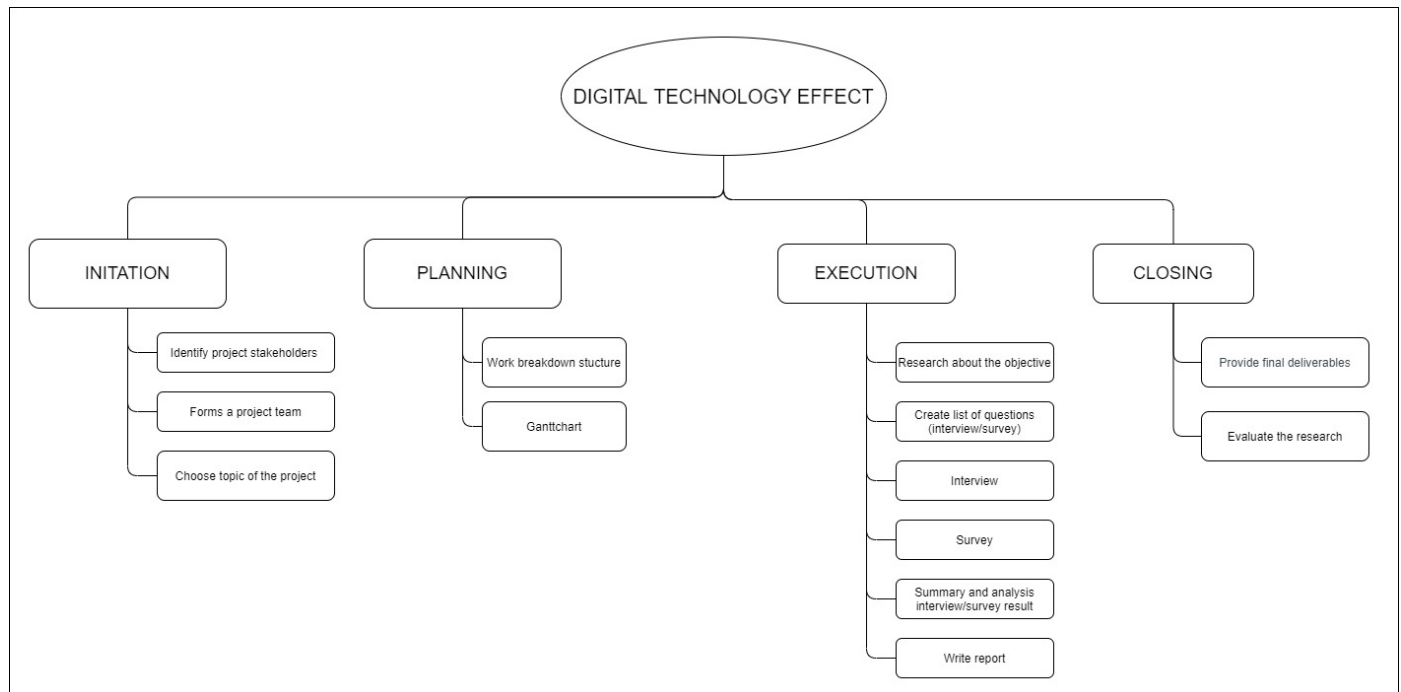 DIGITAL TECHNOLOGY EFFECT
INITATION
Identify project stakeholders
Forms a project team
Choose topic of the project
PLANNING
Work breakdown stucture
Ganttchart
EXECUTION
Research about the objective
Create list of questions
(interview/survey)
Interview
Survey
Summary and analysis
interview/survey result
Write report
CLOSING
Provide final deliverables
Evaluate the research